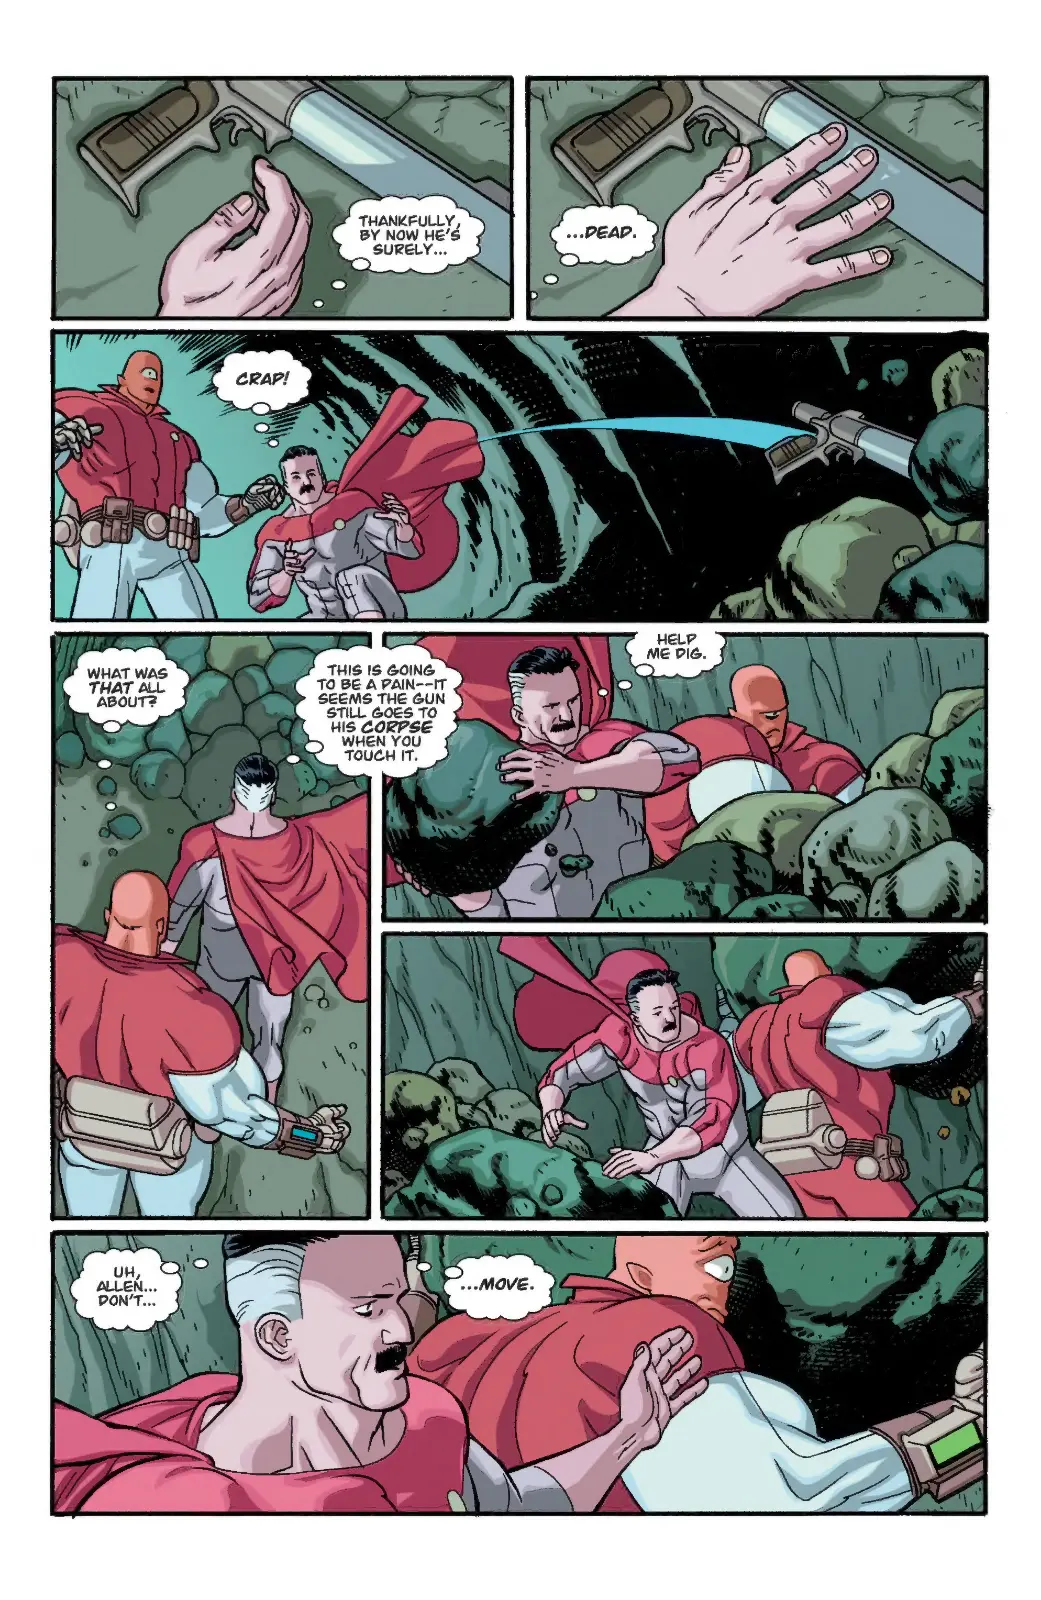 THANKFULLY,
BY NOW HE'S
SURELY...
...DEAD.
CRAP!
WHAT WAS
THAT ALL
ABOUT?
THIS IS GOING
TO BE A PAIN--IT
SEEMS THE GUN
STILL GOES TO
HIS CORPSE
WHEN YOU
TOUCH IT.
HELP
ME DIG.
UH,
ALLEN...
DON'T...
...MOVE.